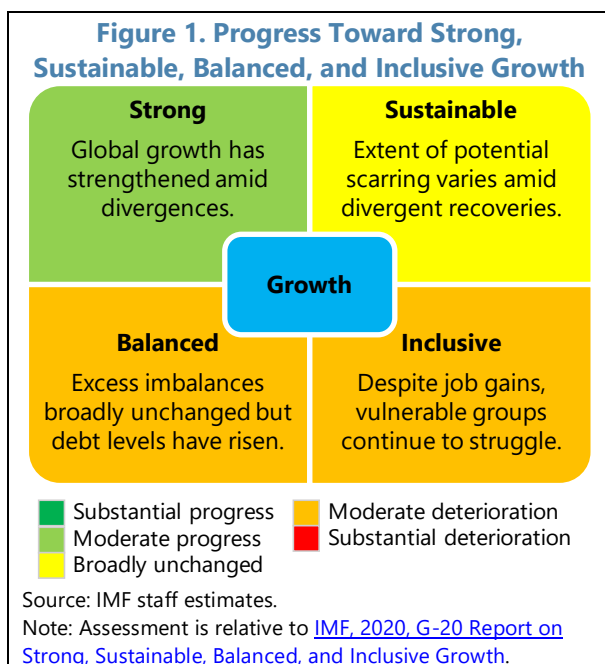 Figure 1. Progress Toward Strong,
Sustainable, Balanced, and Inclusive Growth
Strong
Global growth has
strengthened amid
divergences.
Sustainable
Extent of potential
scarring varies amid
divergent recoveries.
Growth
Balanced
Excess imbalances
broadly unchanged but
debt levels have risen.
Inclusive
Despite job gains,
vulnerable groups
continue to struggle.
Substantial progress
Moderate progress
Broadly unchanged
Moderate deterioration
Substantial deterioration
Source: IMF staff estimates.
Note: Assessment is relative to IMF, 2020, G-20 Report on
Strong, Sustainable, Balanced, and Inclusive Growth.